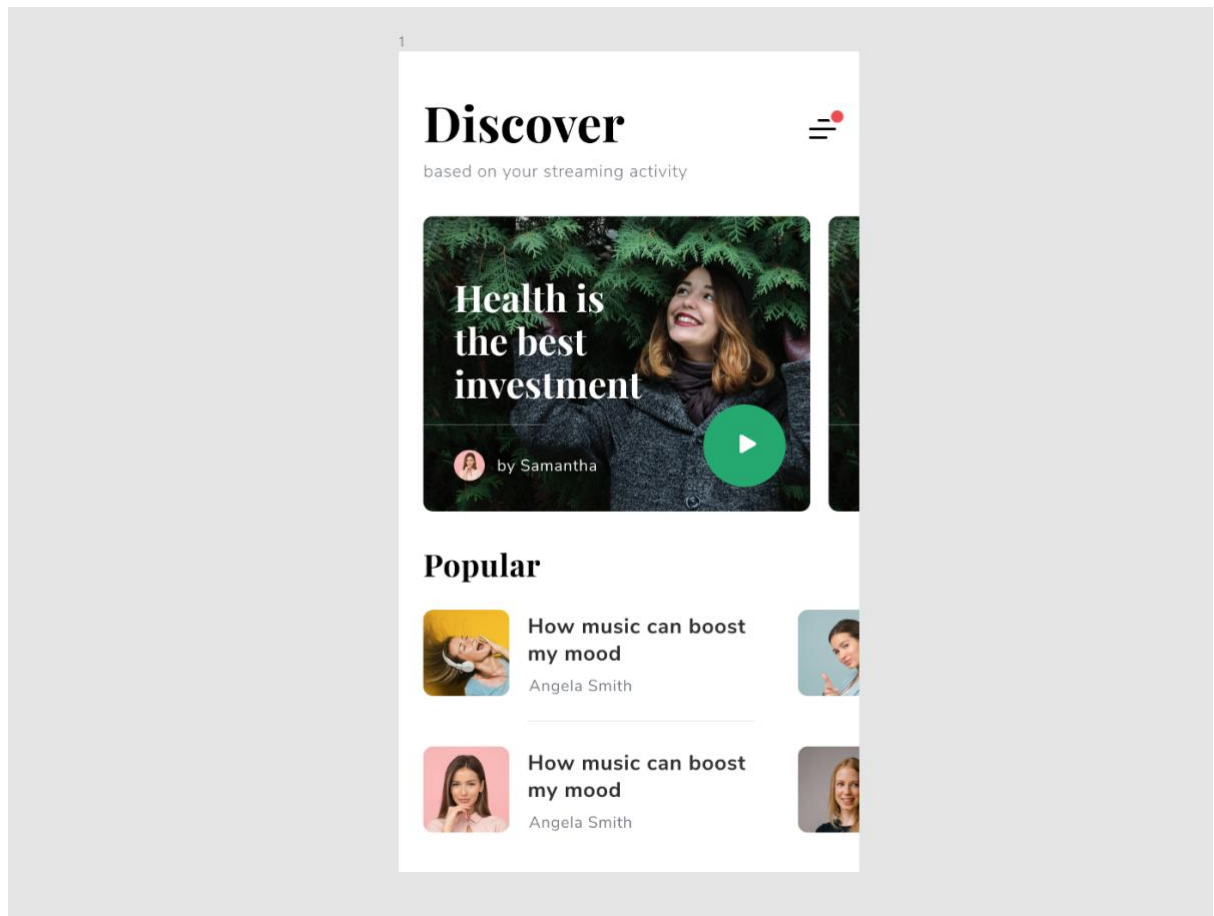 1
Discover
based on your streaming activity
Health is
the best
investment
by Samantha
Popular
How music can boost
my mood
Angela Smith
How music can boost
my mood
Angela Smith